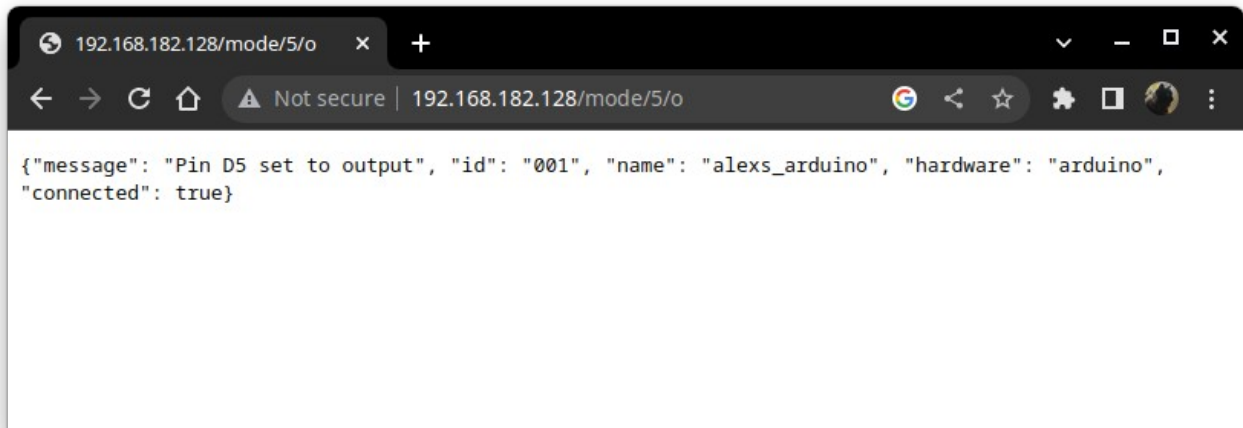 192.168.182.128/mode/5/o
Not secure | 192.168.182.128/mode/5/o
{"message": "Pin D5 set to output", "id": "001", "name": "alexs_arduino", "hardware": "arduino",
"connected": true}